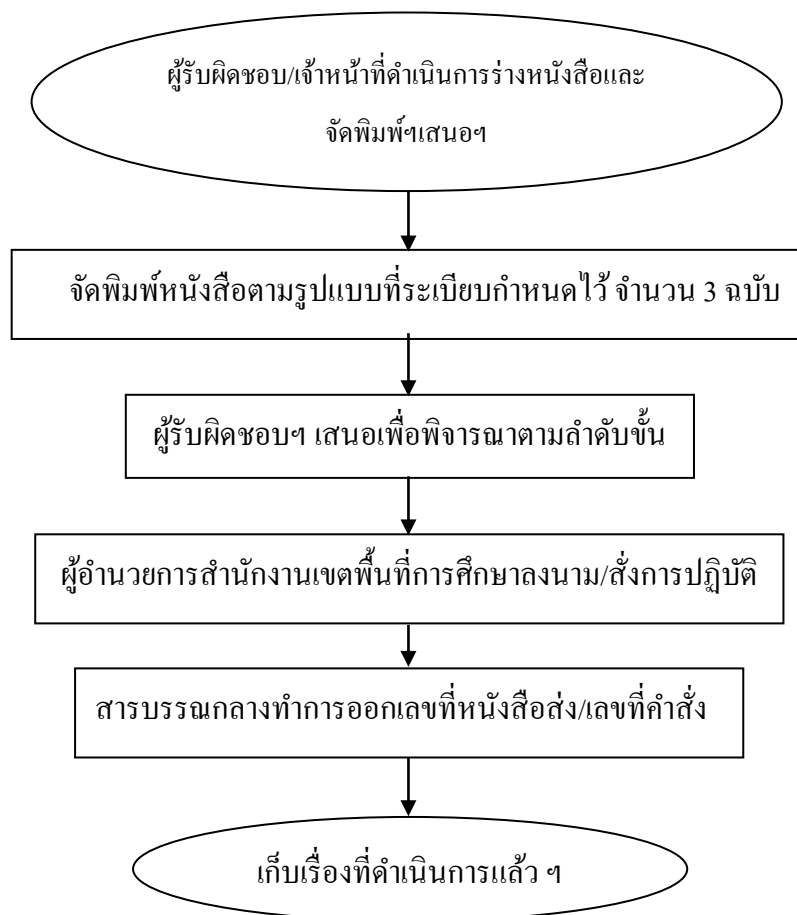 ผู้รับผิดชอบ/เจ้าหน้าที่ดำเนินการร่างหนังสือและ
จัดพิมพ์ฯเสนอฯ
จัดพิมพ์หนังสือตามรูปแบบที่ระเบียบกำหนดไว้ จำนวน 3 ฉบับ
ผู้รับผิดชอบฯ เสนอเพื่อพิจารณาตามลำดับขั้น
ผู้อำนวยการสำนักงานเขตพื้นที่การศึกษาลงนาม/สั่งการปฏิบัติ
สารบรรณกลางทำการออกเลขที่หนังสือส่ง/เลขที่คำสั่ง
เก็บเรื่องที่ดำเนินการแล้ว ฯ